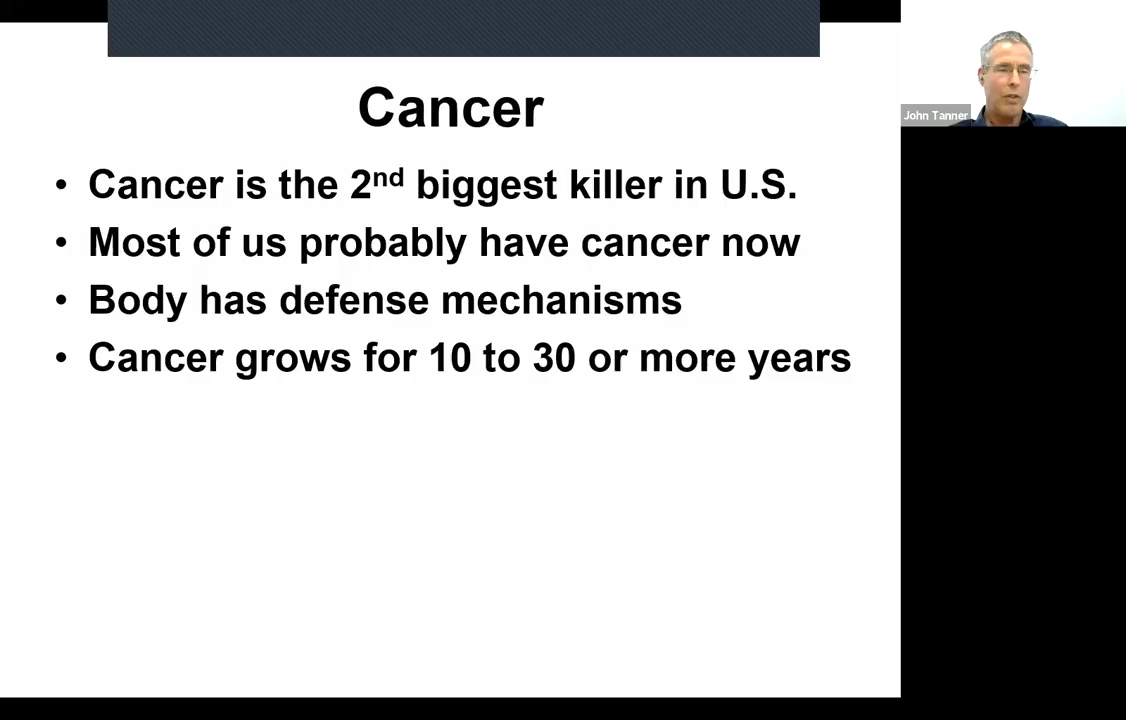 Cancer
• Cancer is the 2nd biggest killer in U.S.
• Most of us probably have cancer now
• Body has defense mechanisms
• Cancer grows for 10 to 30 or more years
John Tanner